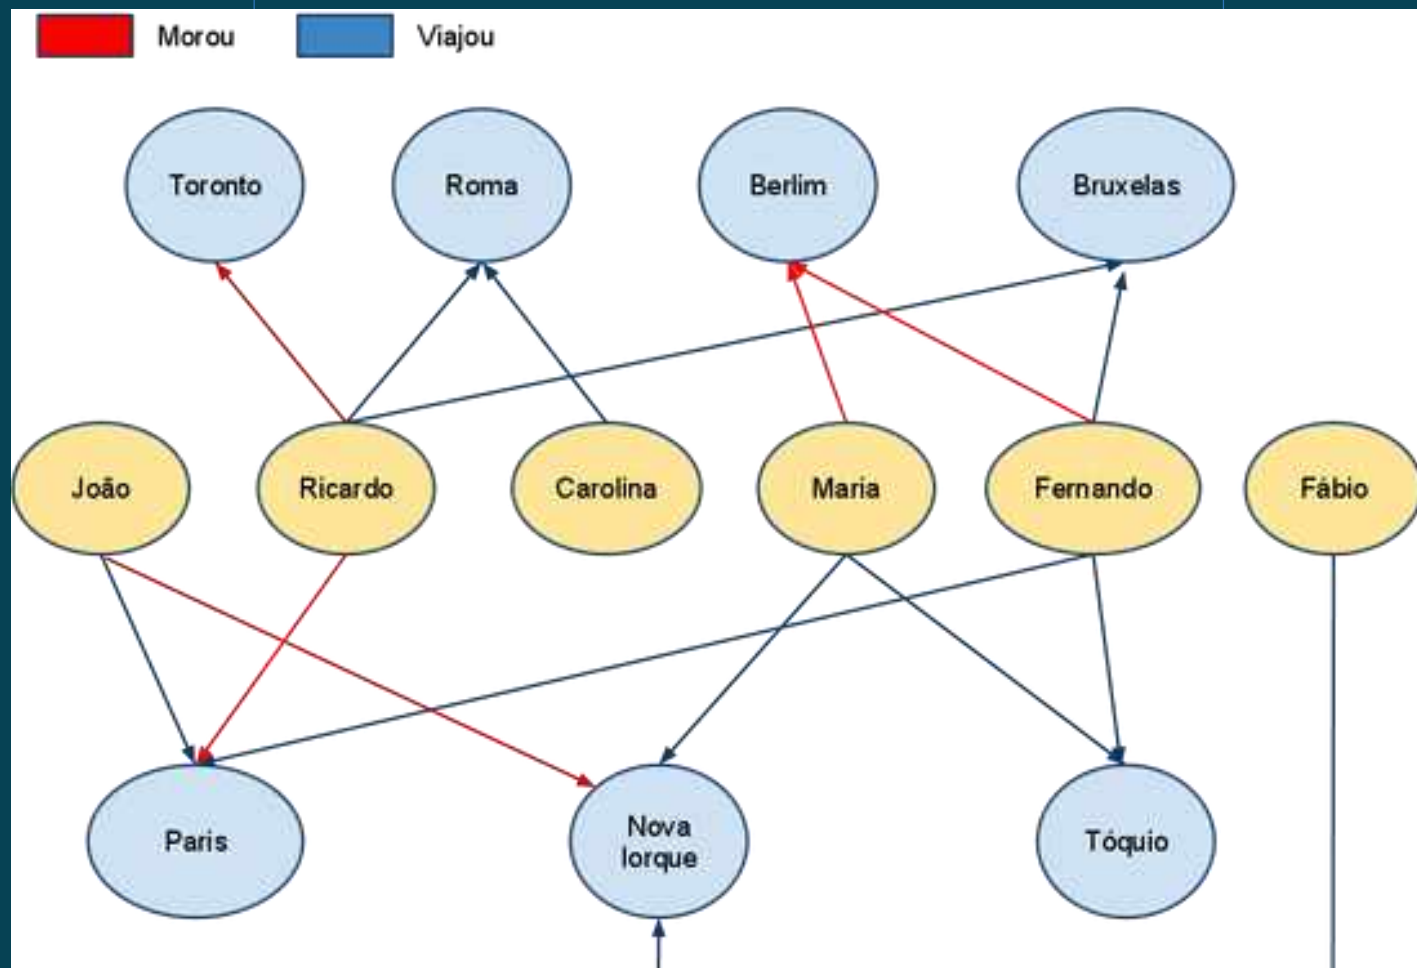 Morou
Viajou
Toronto
Roma
Berlim
Bruxelas
João
Ricardo
Carolina
Maria
Fernando
Fábio
Paris
Nova
Iorque
Tóquio